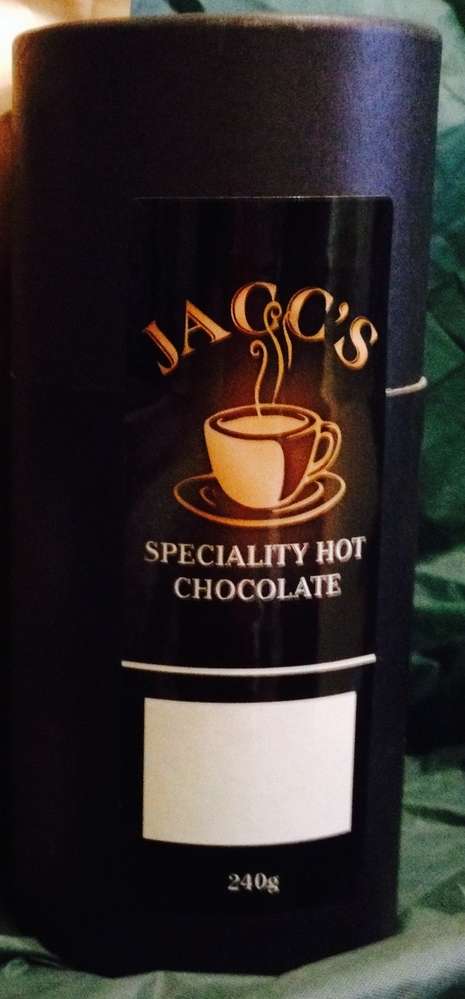 JACC'S
SPECIALITY HOT
CHOCOLATE
240g